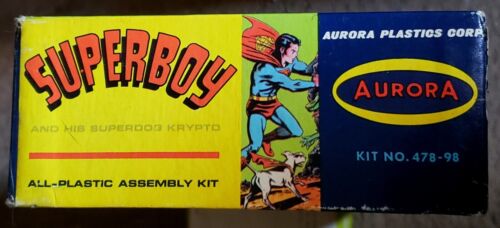 SUPERBOY
AND HIS SUPERDOG KRYPTO
ALL-PLASTIC ASSEMBLY KIT
AURORA PLASTICS CORP.
AURORA
KIT NO. 478-98